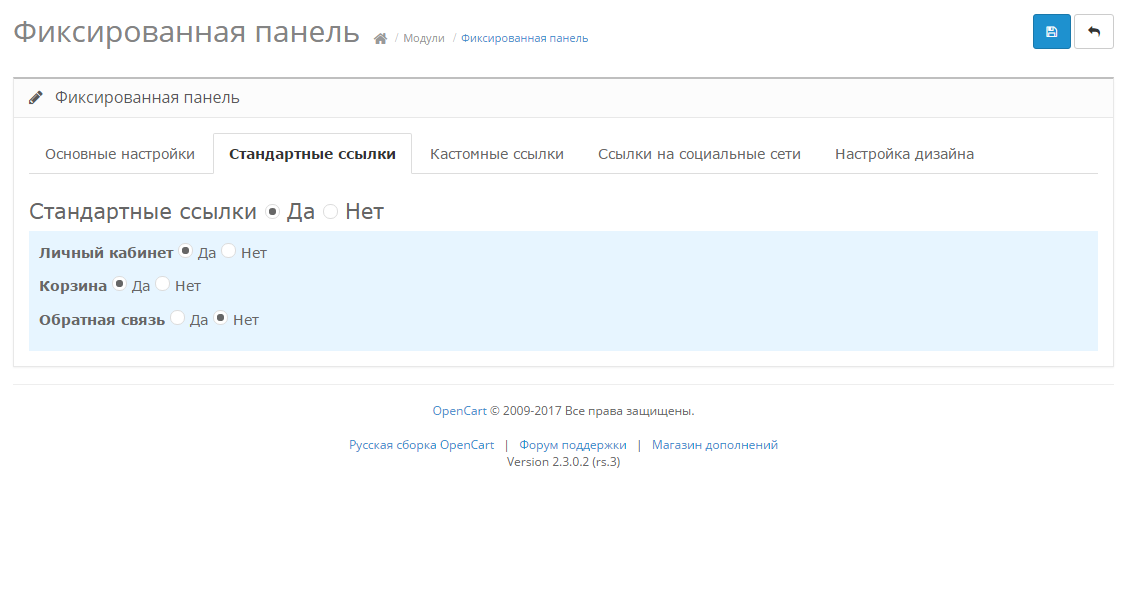 Фиксированная панель / Модули / Фиксированная панель
Фиксированная панель
Основные настройки Стандартные ссылки Кастомные ссылки Ссылки на социальные сети Настройка дизайна
Стандартные ссылки Да Нет
Личный кабинет Да Нет
Корзина Да Нет
Обратная связь Да Нет
OpenCart © 2009-2017 Все права защищены.
Русская сборка OpenCart | Форум поддержки | Магазин дополнений
Version 2.3.0.2 (rs.3)